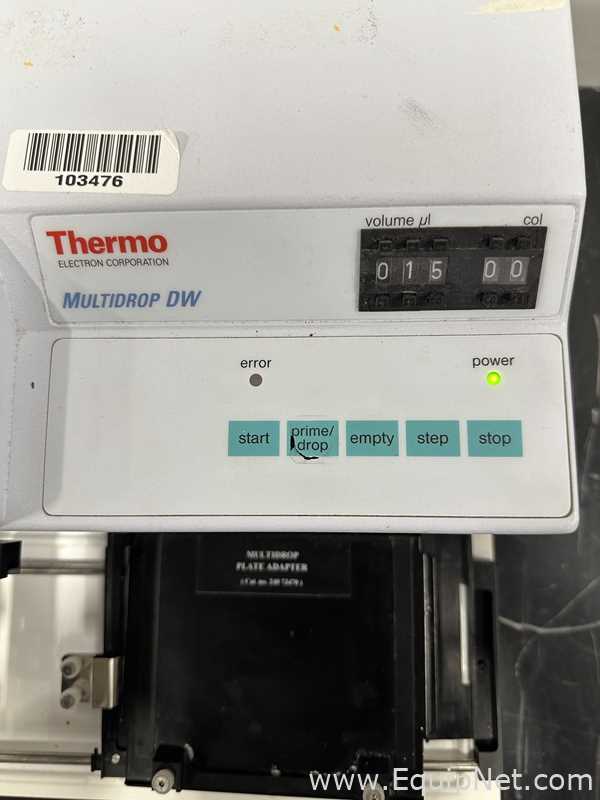 103476
Thermo
ELECTRON CORPORATION
MULTIDROP DW
volume µl col
015 00
error
power
start prime/drop empty step stop
MULTIDROP
PLATE ADAPTER
www.EquipNet.com